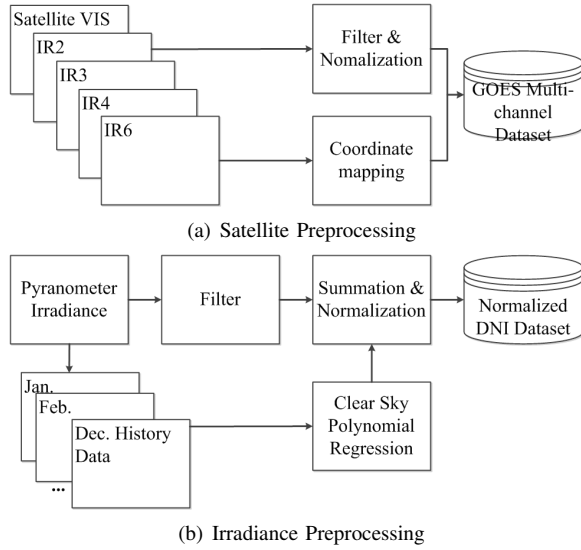 Satellite VIS
IR2
IR3
IR4
IR6
Filter &
Nomalization
Coordinate
mapping
GOES Multi-
channel
Dataset
(a) Satellite Preprocessing
Pyranometer
Irradiance
Filter
Summation &
Normalization
Normalized
DNI Dataset
Jan.
Feb.
Dec. History
Data
...
Clear Sky
Polynomial
Regression
(b) Irradiance Preprocessing